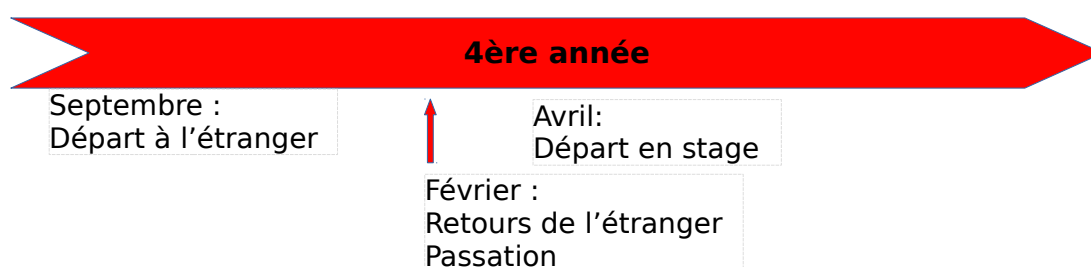 4ère année
Septembre :
Départ à l’étranger
Avril:
Départ en stage
Février :
Retours de l’étranger
Passation